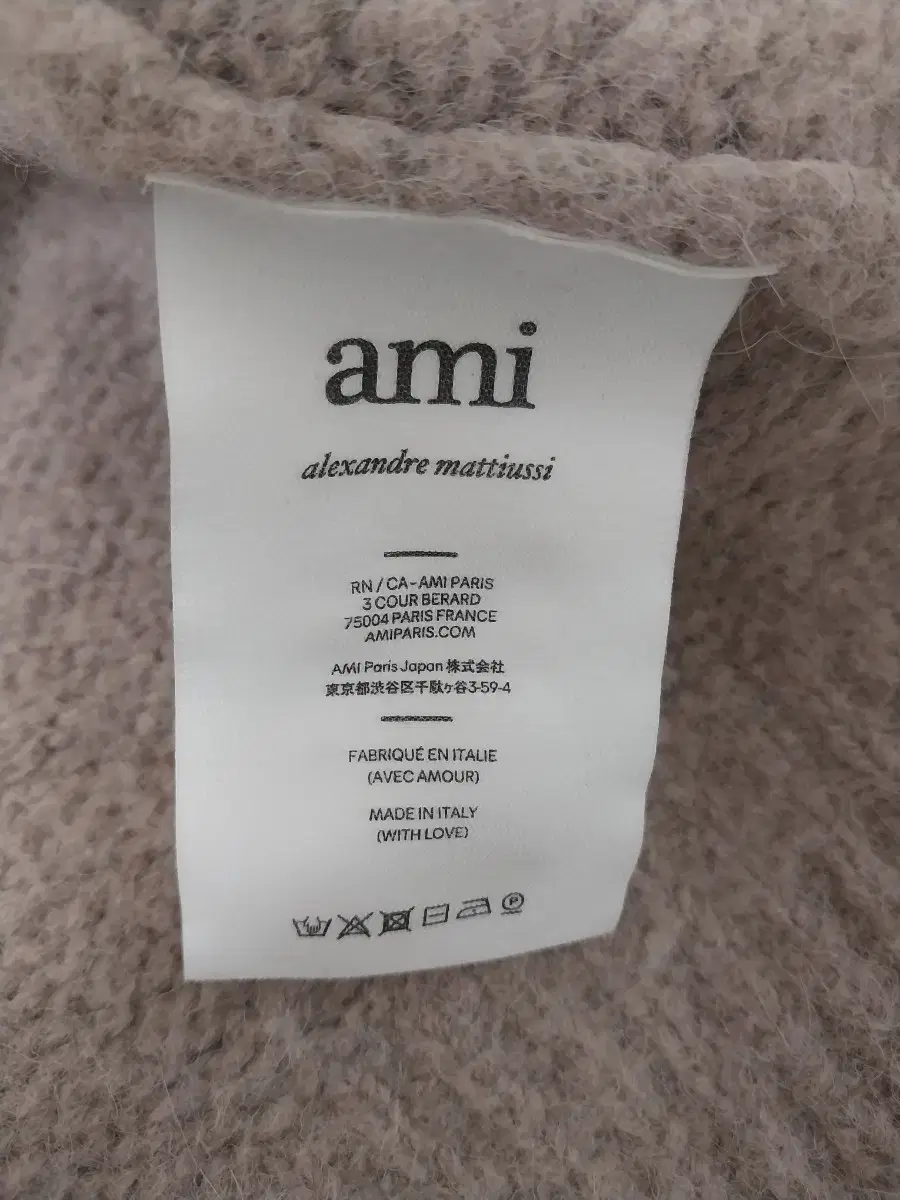 ami
alexandre mattiussi
RN / CA - AMI PARIS
3 COUR BERARD
75004 PARIS FRANCE
AMIPARIS.COM
AMI Paris Japan 株式会社
東京都渋谷区千駄ヶ谷3-59-4
FABRIQUÉ EN ITALIE
(AVEC AMOUR)
MADE IN ITALY
(WITH LOVE)
P